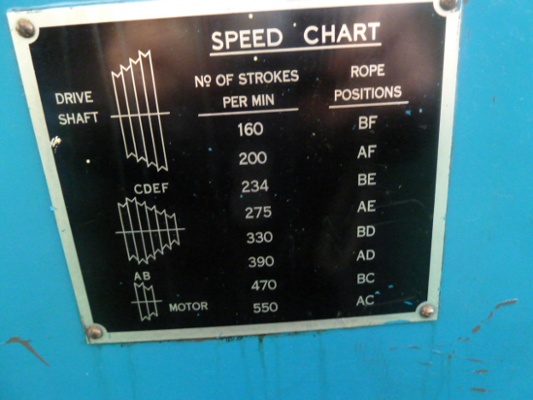 SPEED CHART
DRIVE
SHAFT
Nº OF STROKES
PER MIN
ROPE
POSITIONS
160 BF
200 AF
234 BE
275 AE
330 BD
390 AD
470 BC
550 AC
CDEF
AB
MOTOR